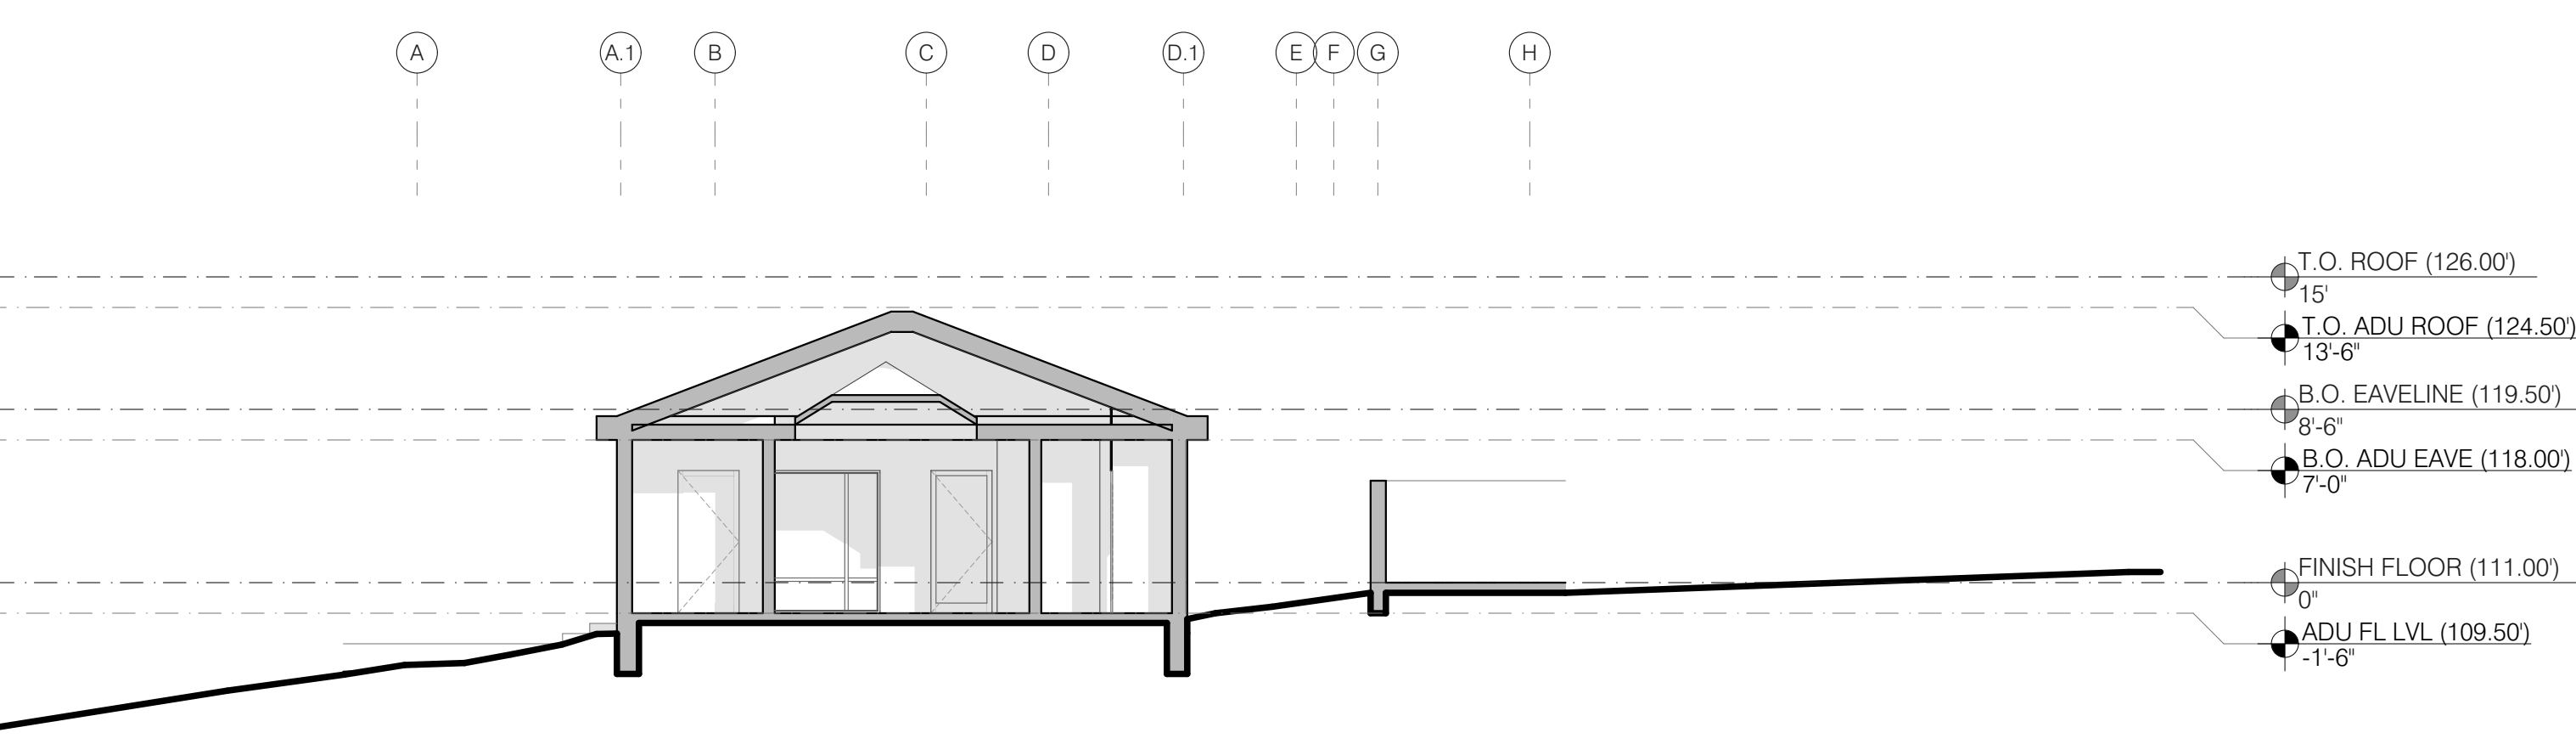 A A.1 B C D D.1 E F G H
T.O. ROOF (126.00')
15'
T.O. ADU ROOF (124.50')
13'-6"
B.O. EAVELINE (119.50')
8'-6"
B.O. ADU EAVE (118.00')
7'-0"
FINISH FLOOR (111.00')
0"
ADU FL LVL (109.50')
-1'-6"